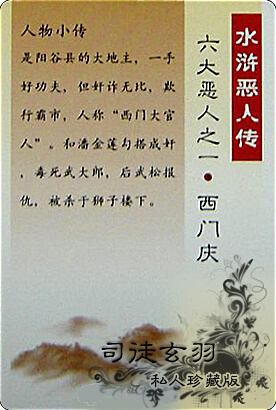 水浒恶人传
六大恶人之一●西门庆
人物小传
是阳谷县的大地主，一手
好功夫，但奸诈无比，欺
行霸市，人称“西门大官
人”。和潘金莲勾搭成奸
，毒死武大郎，后武松报
仇，被杀于狮子楼下。
司徒玄羽
私人珍藏版